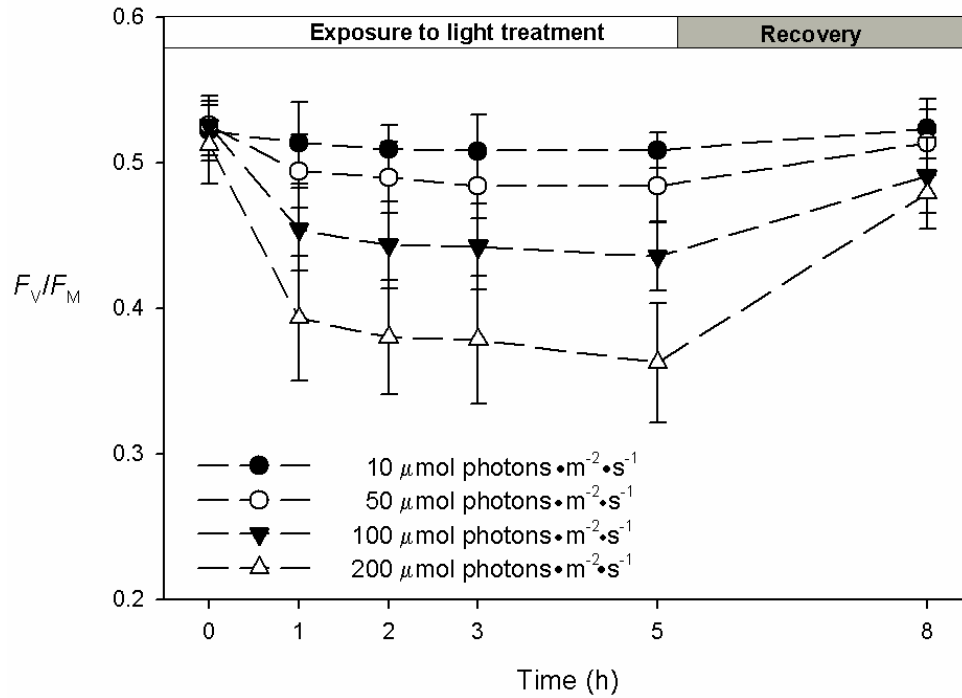 0.6
Exposure to light treatment Recovery
0.5
0.4
F_V/F_M
0.3
10 μmol photons•m⁻²•s⁻¹
50 μmol photons•m⁻²•s⁻¹
100 μmol photons•m⁻²•s⁻¹
200 μmol photons•m⁻²•s⁻¹
0.2
0 1 2 3 5 8
Time (h)